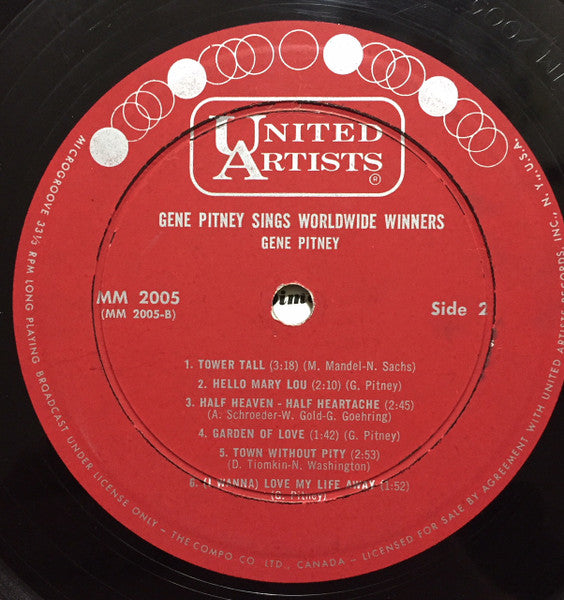 UNITED
ARTISTS
®
GENE PITNEY SINGS WORLDWIDE WINNERS
GENE PITNEY
MM 2005
(MM 2005-B)
Side 2
1. TOWER TALL (3:18) (M. Mandel-N. Sachs)
2. HELLO MARY LOU (2:10) (G. Pitney)
3. HALF HEAVEN - HALF HEARTACHE (2:45)
(A. Schroeder-W. Gold-G. Goehring)
4. GARDEN OF LOVE (1:42) (G. Pitney)
5. TOWN WITHOUT PITY (2:53)
(D. Tiomkin-N. Washington)
6. (I WANNA) LOVE MY LIFE AWAY (1:52)
(G. Pitney)
MICROGROOVE 33⅓ RPM LONG PLAYING BROADCAST UNDER LICENSE ONLY - THE COMPO CO. LTD., CANADA - LICENSED FOR SALE BY AGREEMENT WITH UNITED ARTISTS RECORDS, INC., N. Y., U.S.A.